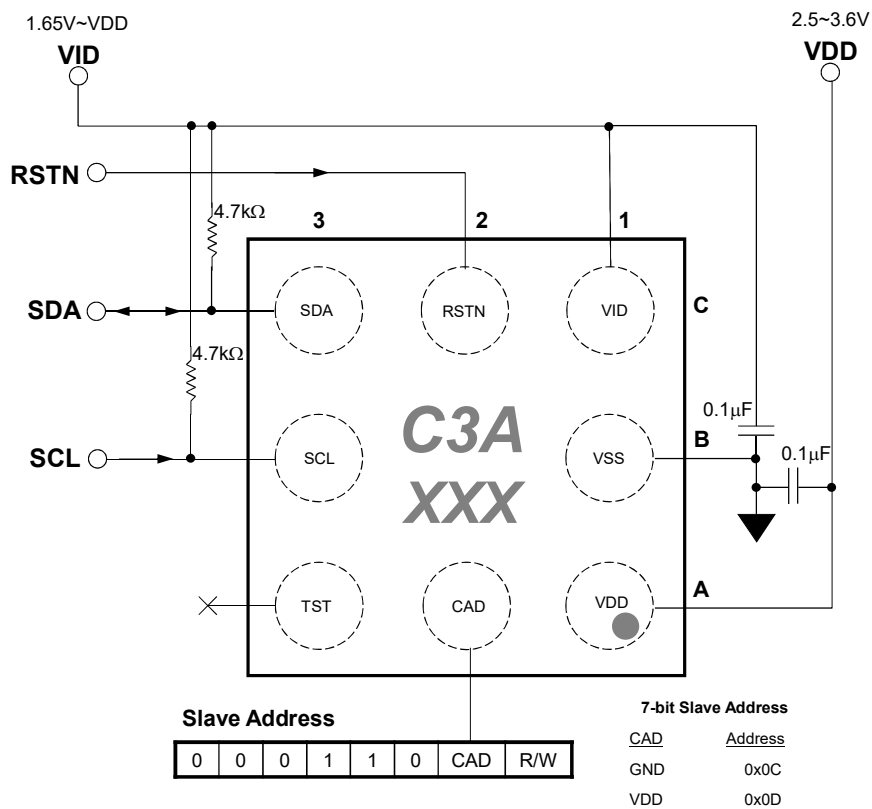 1.65V~VDD
VID
2.5~3.6V
VDD
RSTN
4.7kΩ
3
2
1
SDA
SDA
RSTN
VID
C
4.7kΩ
0.1µF
C3A
XXX
SCL
SCL
VSS
B
0.1µF
TST
CAD
VDD
A
Slave Address
0 0 0 1 1 0 CAD R/W
7-bit Slave Address
CAD Address
GND 0x0C
VDD 0x0D